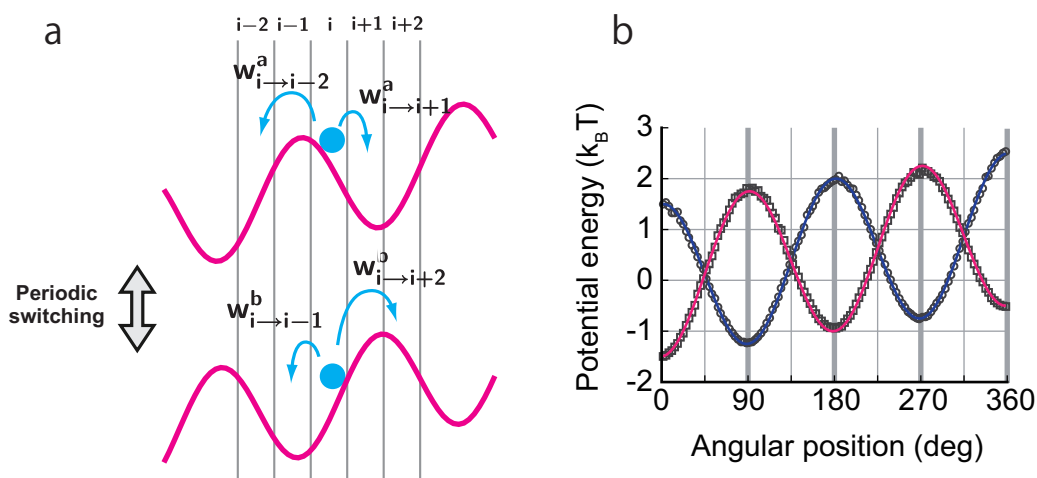 a
i−2 i−1 i i+1 i+2
w^a_{i→i−2}
w^a_{i→i+1}
w^b_{i→i+2}
w^b_{i→i−1}
Periodic
switching
b
Potential energy (k_BT)
3
2
1
0
-1
-2
0 90 180 270 360
Angular position (deg)